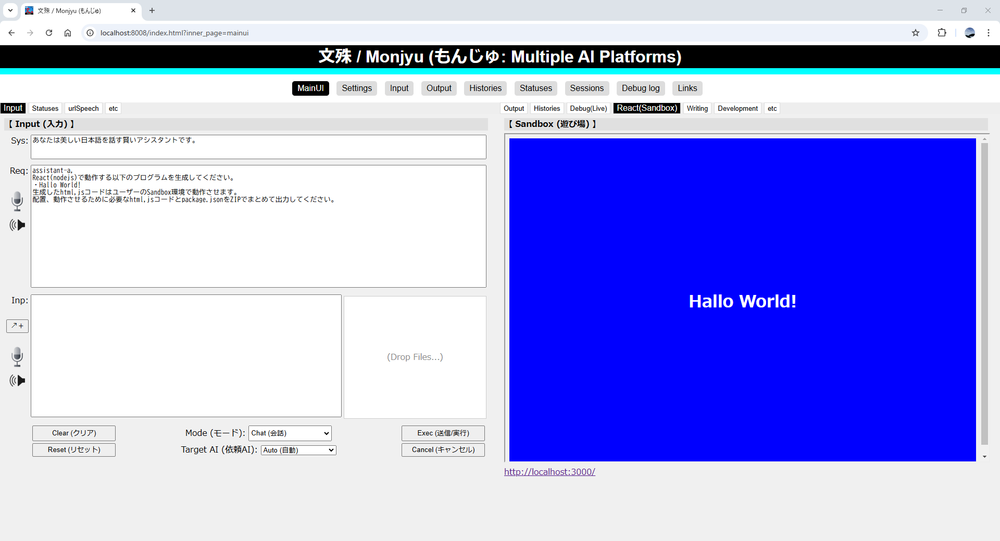 文殊 / Monjyu (もんじゅ)
localhost:8008/index.html?inner_page=mainui
文殊 / Monjyu (もんじゅ: Multiple AI Platforms)
MainUI Settings Input Output Histories Statuses Sessions Debug log Links
Input Statuses urlSpeech etc
Output Histories Debug(Live) React(Sandbox) Writing Development etc
【 Input (入力) 】
【 Sandbox (遊び場) 】
Sys: あなたは美しい日本語を話す賢いアシスタントです。
Req: assistant-a,
React(nodejs)で動作する以下のプログラムを生成してください。
・Hallo World!
生成したhtml,jsコードはユーザーのSandbox環境で動作させます。
配置、動作させるために必要なhtml,jsコードとpackage.jsonをZIPでまとめて出力してください。
Hallo World!
Inp:
↗+
(Drop Files...)
Clear (クリア) Mode (モード): Chat (会話) Exec (送信/実行)
Reset (リセット) Target AI (依頼AI): Auto (自動) Cancel (キャンセル)
http://localhost:3000/